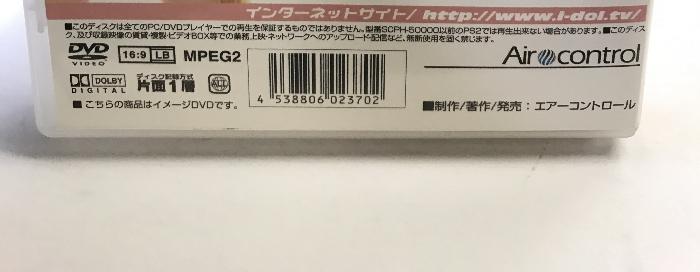 インターネットサイト/ http://www.i-dol.tv/
■このディスクは全てのPC/DVDプレイヤーでの再生を保証するものではありません。型番SCPH-50000以前のPS2では再生出来ない場合があります。■このディス
ク、及び収録映像の賃貸・複製・ビデオBOX等での業務上映・ネットワークへのアップロード・配信など、無断使用を固く禁じます。
DVD VIDEO 16:9 LB MPEG2
DOLBY DIGITAL ディスク記録方式 片面1層
■ こちらの商品はイメージDVDです。
4 538806 023702
Air control
■制作/著作/発売：エアーコントロール